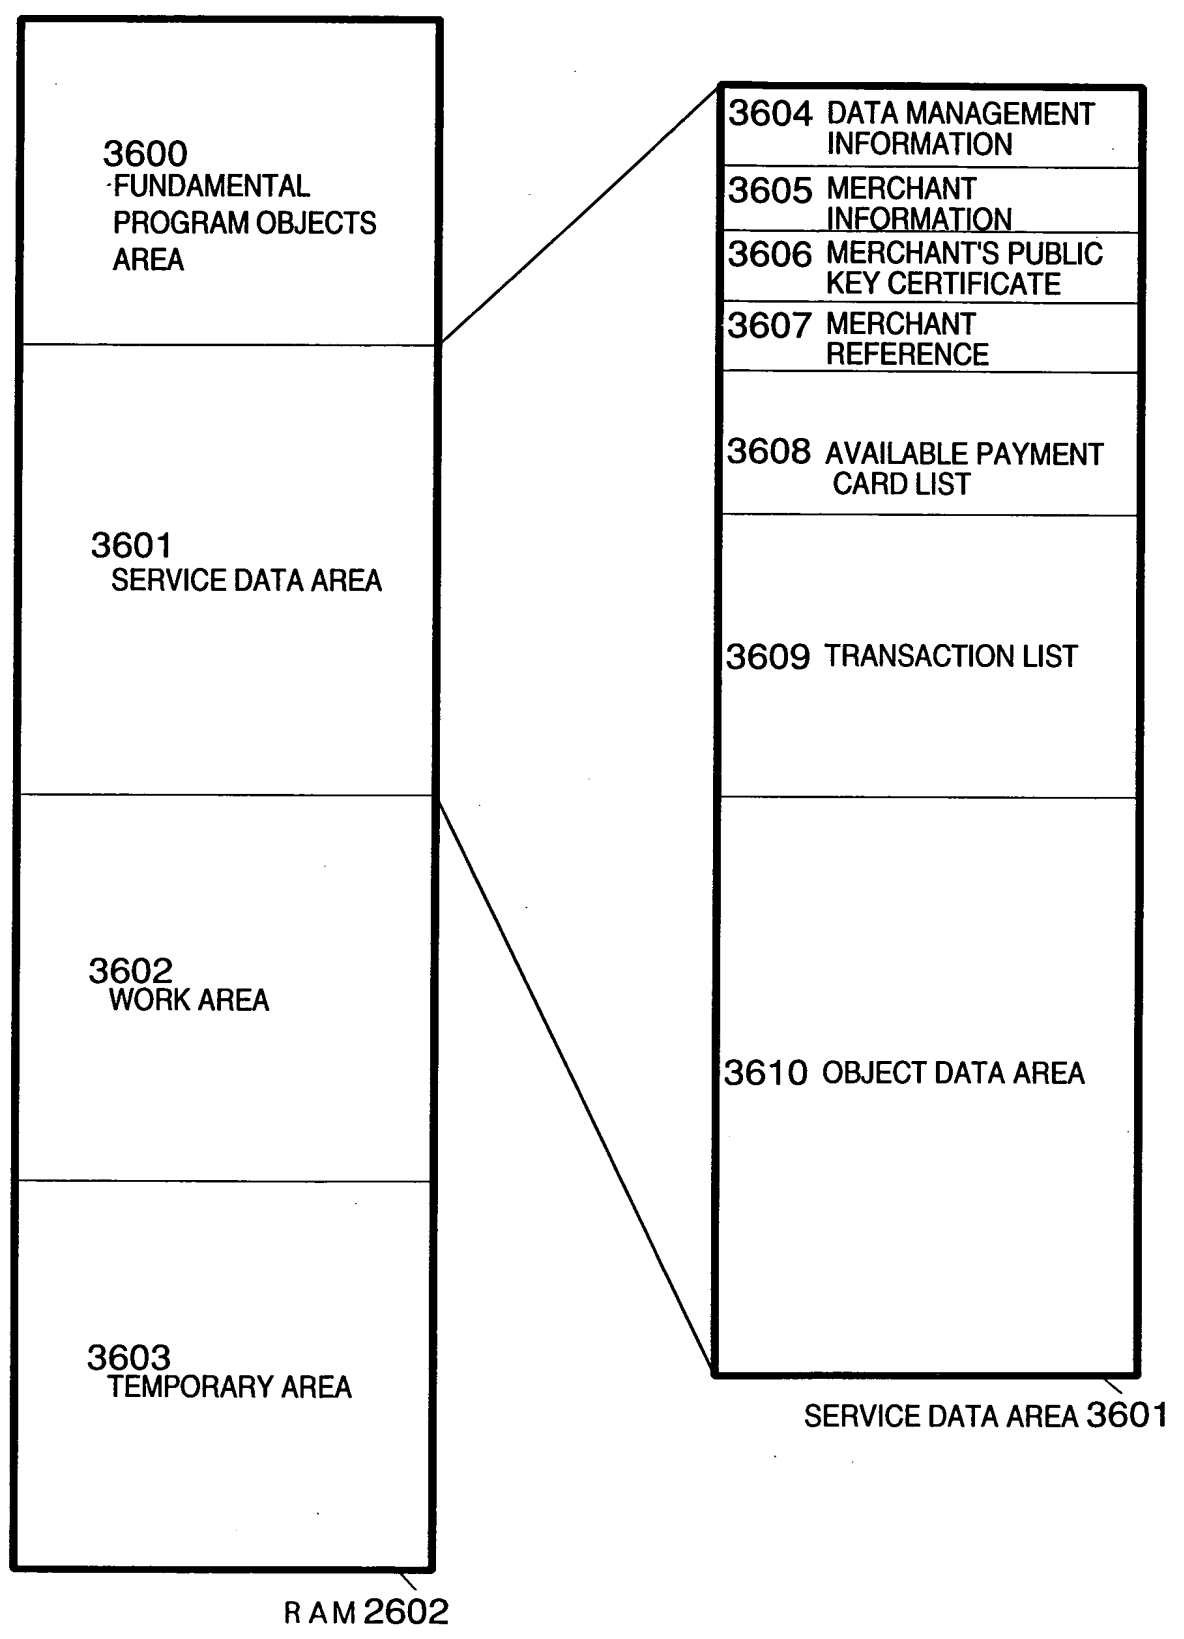 3600
FUNDAMENTAL
PROGRAM OBJECTS
AREA
3601
SERVICE DATA AREA
3602
WORK AREA
3603
TEMPORARY AREA
RAM 2602
3604 DATA MANAGEMENT
INFORMATION
3605 MERCHANT
INFORMATION
3606 MERCHANT'S PUBLIC
KEY CERTIFICATE
3607 MERCHANT
REFERENCE
3608 AVAILABLE PAYMENT
CARD LIST
3609 TRANSACTION LIST
3610 OBJECT DATA AREA
SERVICE DATA AREA 3601